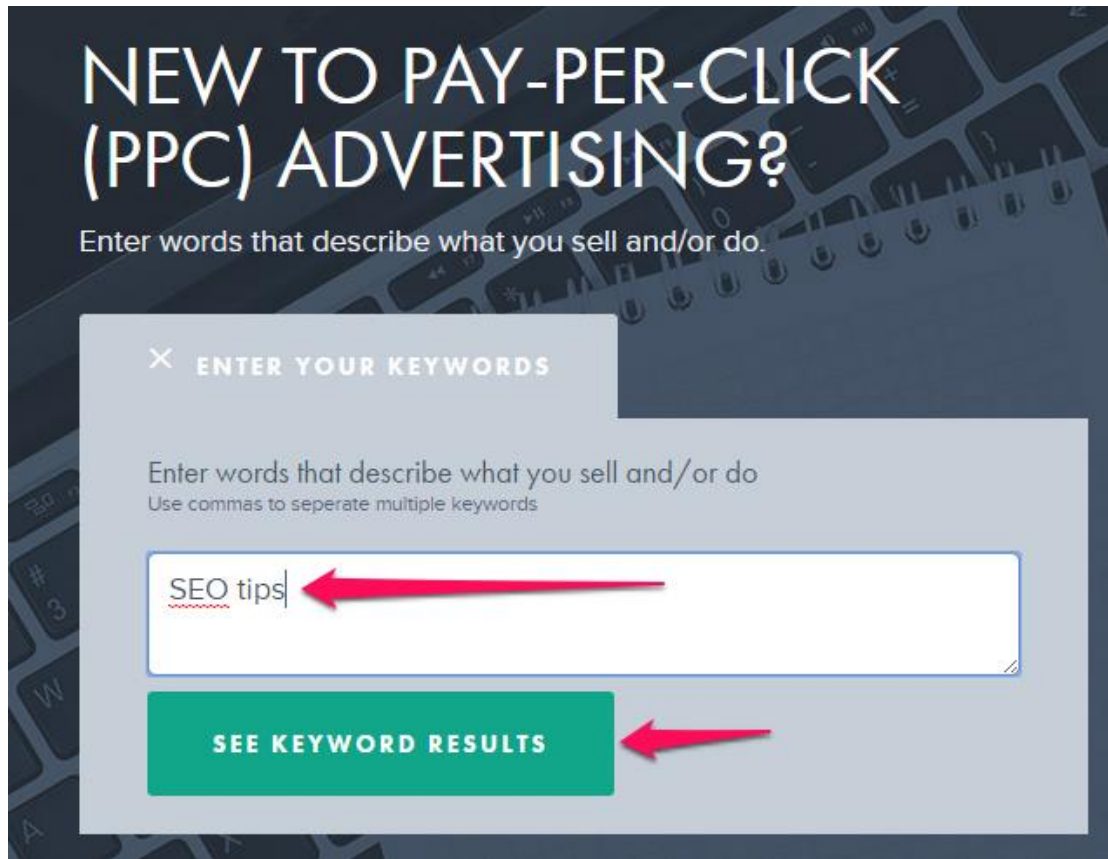 NEW TO PAY-PER-CLICK
(PPC) ADVERTISING?
Enter words that describe what you sell and/or do.
× ENTER YOUR KEYWORDS
Enter words that describe what you sell and/or do
Use commas to seperate multiple keywords
SEO tips
SEE KEYWORD RESULTS